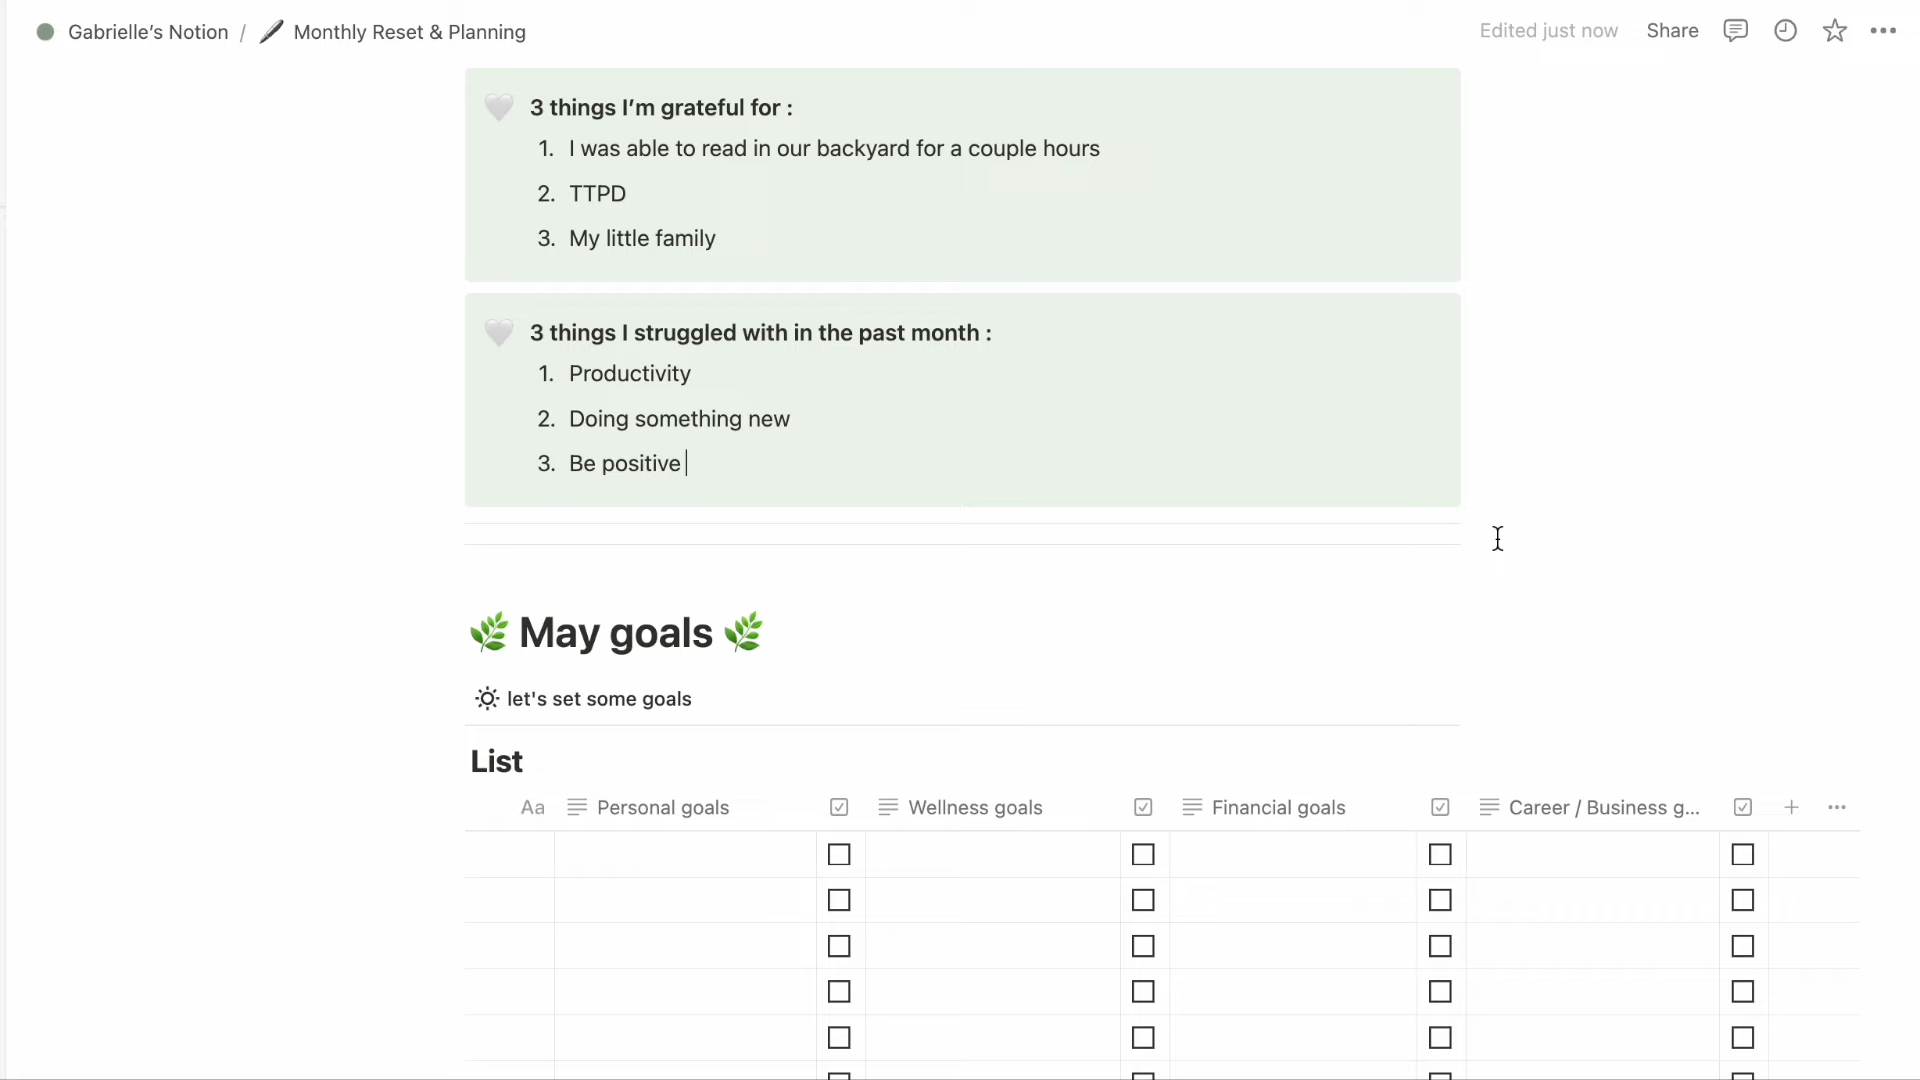 Gabrielle’s Notion / Monthly Reset & Planning
Edited just now Share
3 things I’m grateful for :
1. I was able to read in our backyard for a couple hours
2. TTPD
3. My little family
3 things I struggled with in the past month :
1. Productivity
2. Doing something new
3. Be positive
May goals
let's set some goals
List
Aa Personal goals Wellness goals Financial goals Career / Business g...